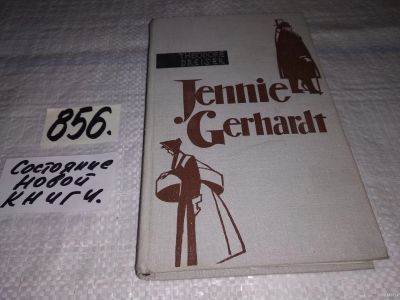 THEODORE
DREISER
Jennie
Gerhardt
856.
Состояние
новой
книги.